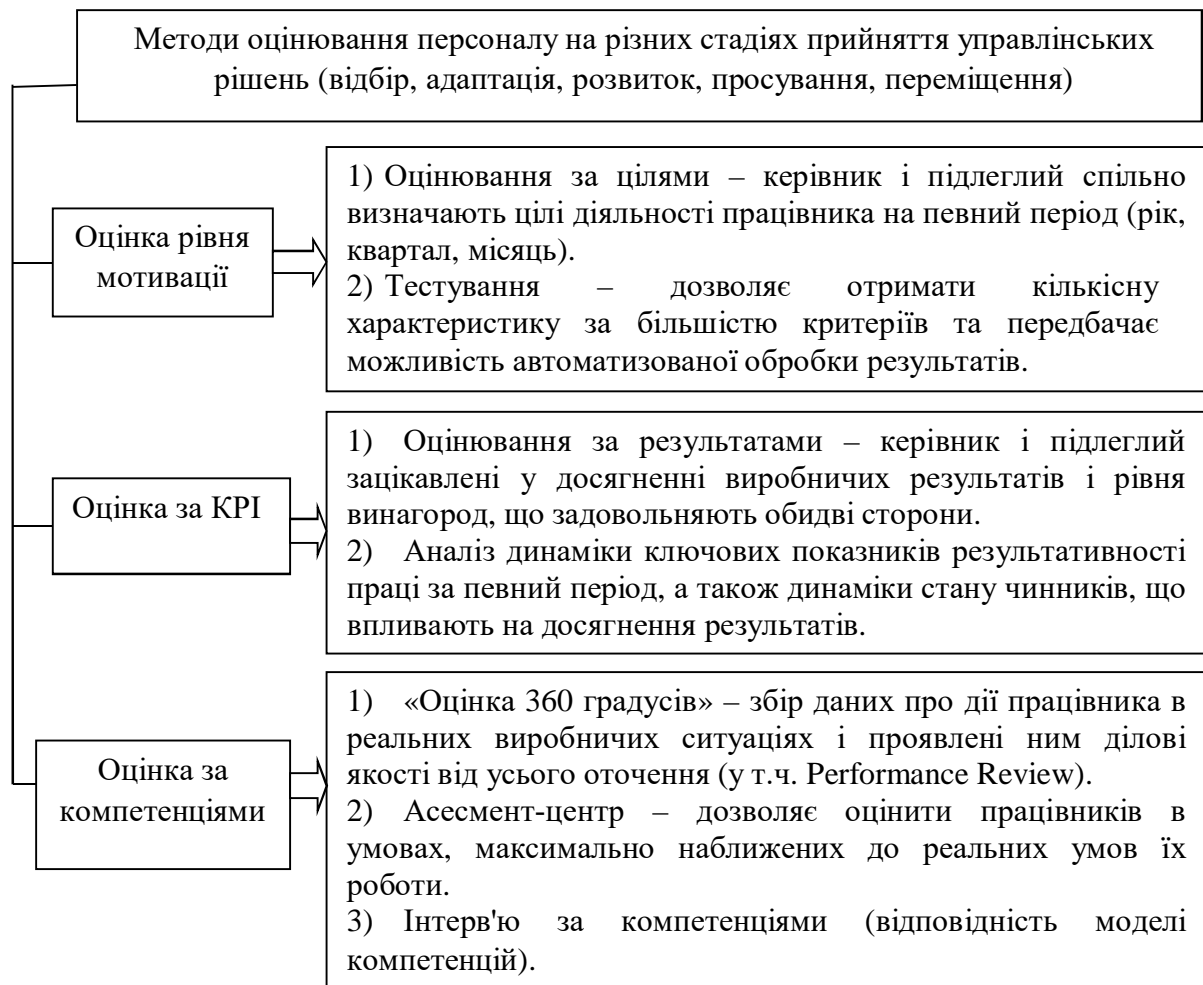 Методи оцінювання персоналу на різних стадіях прийняття управлінських
рішень (відбір, адаптація, розвиток, просування, переміщення)
Оцінка рівня
мотивації
1) Оцінювання за цілями – керівник і підлеглий спільно
визначають цілі діяльності працівника на певний період (рік,
квартал, місяць).
2) Тестування – дозволяє отримати кількісну
характеристику за більшістю критеріїв та передбачає
можливість автоматизованої обробки результатів.
Оцінка за КРІ
1) Оцінювання за результатами – керівник і підлеглий
зацікавлені у досягненні виробничих результатів і рівня
винагород, що задовольняють обидві сторони.
2) Аналіз динаміки ключових показників результативності
праці за певний період, а також динаміки стану чинників, що
впливають на досягнення результатів.
Оцінка за
компетенціями
1) «Оцінка 360 градусів» – збір даних про дії працівника в
реальних виробничих ситуаціях і проявлені ним ділові
якості від усього оточення (у т.ч. Performance Review).
2) Асесмент-центр – дозволяє оцінити працівників в
умовах, максимально наближених до реальних умов їх
роботи.
3) Інтерв'ю за компетенціями (відповідність моделі
компетенцій).